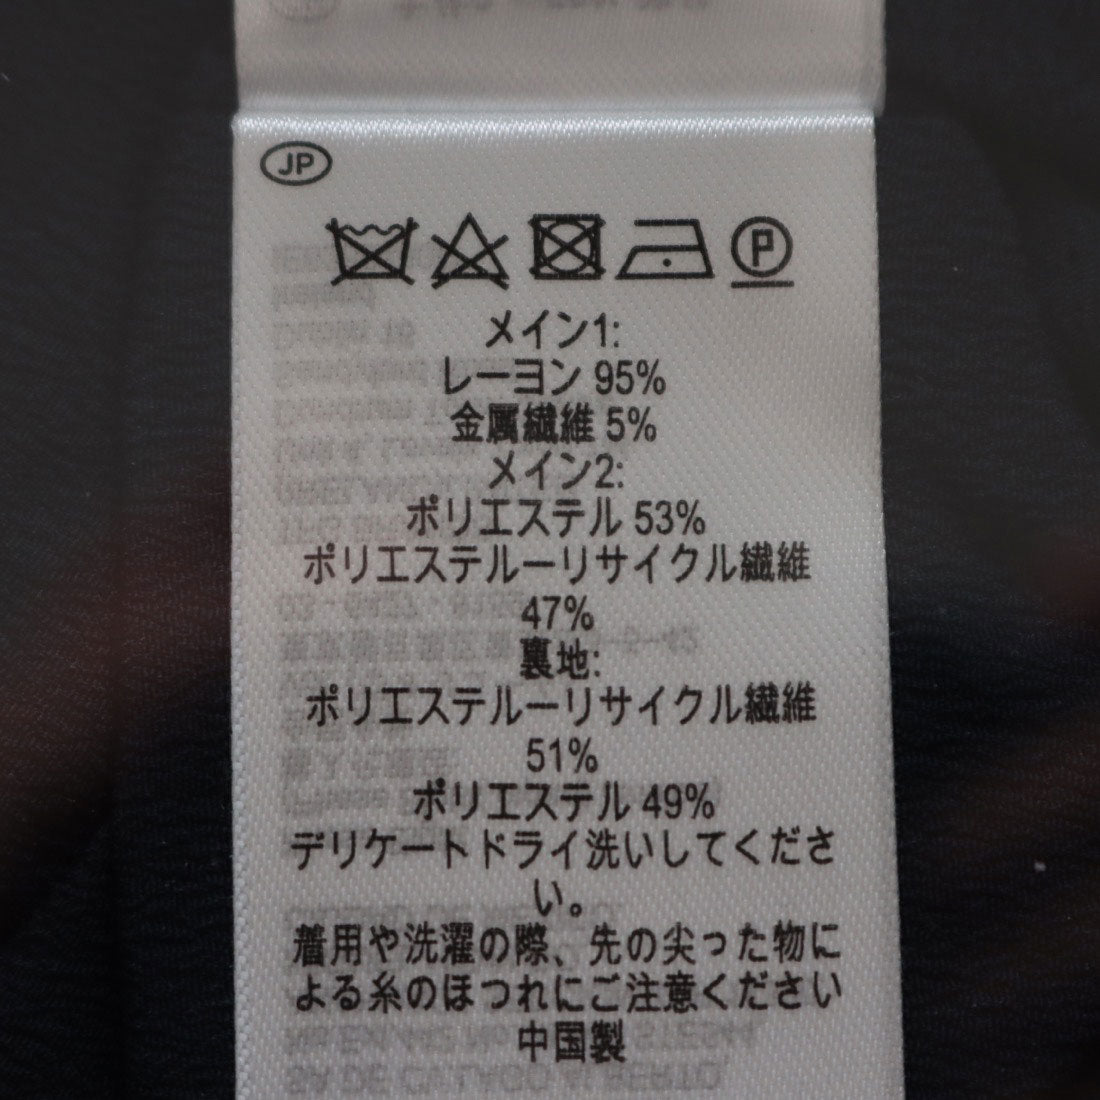 JP
P
メイン1:
レーヨン 95%
金属繊維 5%
メイン2:
ポリエステル 53%
ポリエステルーリサイクル繊維
47%
裏地:
ポリエステルーリサイクル繊維
51%
ポリエステル 49%
デリケートドライ洗いしてくださ
い。
着用や洗濯の際、先の尖った物に
よる糸のほつれにご注意ください
中国製